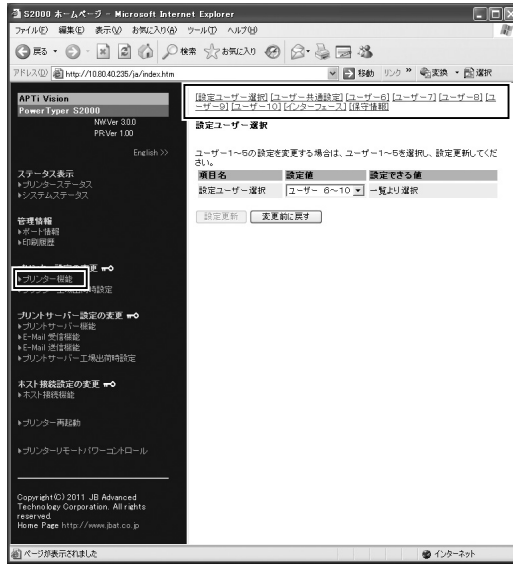 S2000 ホームページ - Microsoft Internet Explorer
ファイル(F) 編集(E) 表示(V) お気に入り(A) ツール(T) ヘルプ(H)
戻る 検索 お気に入り
アドレス(D) http://10.80.40.235/ja/index.htm 移動 リンク » 変換 選択
APTi Vision
PowerTyper S2000
NW.Ver 3.0.0
PR.Ver 1.00
English >>
ステータス表示
プリンターステータス
システムステータス
管理情報
ポート情報
印刷履歴
プリンター機能
プリントサーバー設定の変更
プリントサーバー機能
E-Mail 受信機能
E-Mail 送信機能
プリントサーバー工場出荷時設定
ホスト接続設定の変更
ホスト接続機能
プリンター再起動
プリンターリモートパワーコントロール
Copyright(C) 2011 JB Advanced
Technology Corporation. All rights
reserved.
Home Page http://www.jbat.co.jp
[設定ユーザー選択] [ユーザー共通設定] [ユーザー6] [ユーザー7] [ユーザー8] [ユ
ーザー9] [ユーザー10] [インターフェース] [保守情報]
設定ユーザー選択
ユーザー1~5の設定を変更する場合は、ユーザー1~5を選択し、設定更新してくだ
さい。
項目名 設定値 設定できる値
設定ユーザー選択 ユーザー 6~10 一覧より選択
設定更新 変更前に戻す
ページが表示されました インターネット